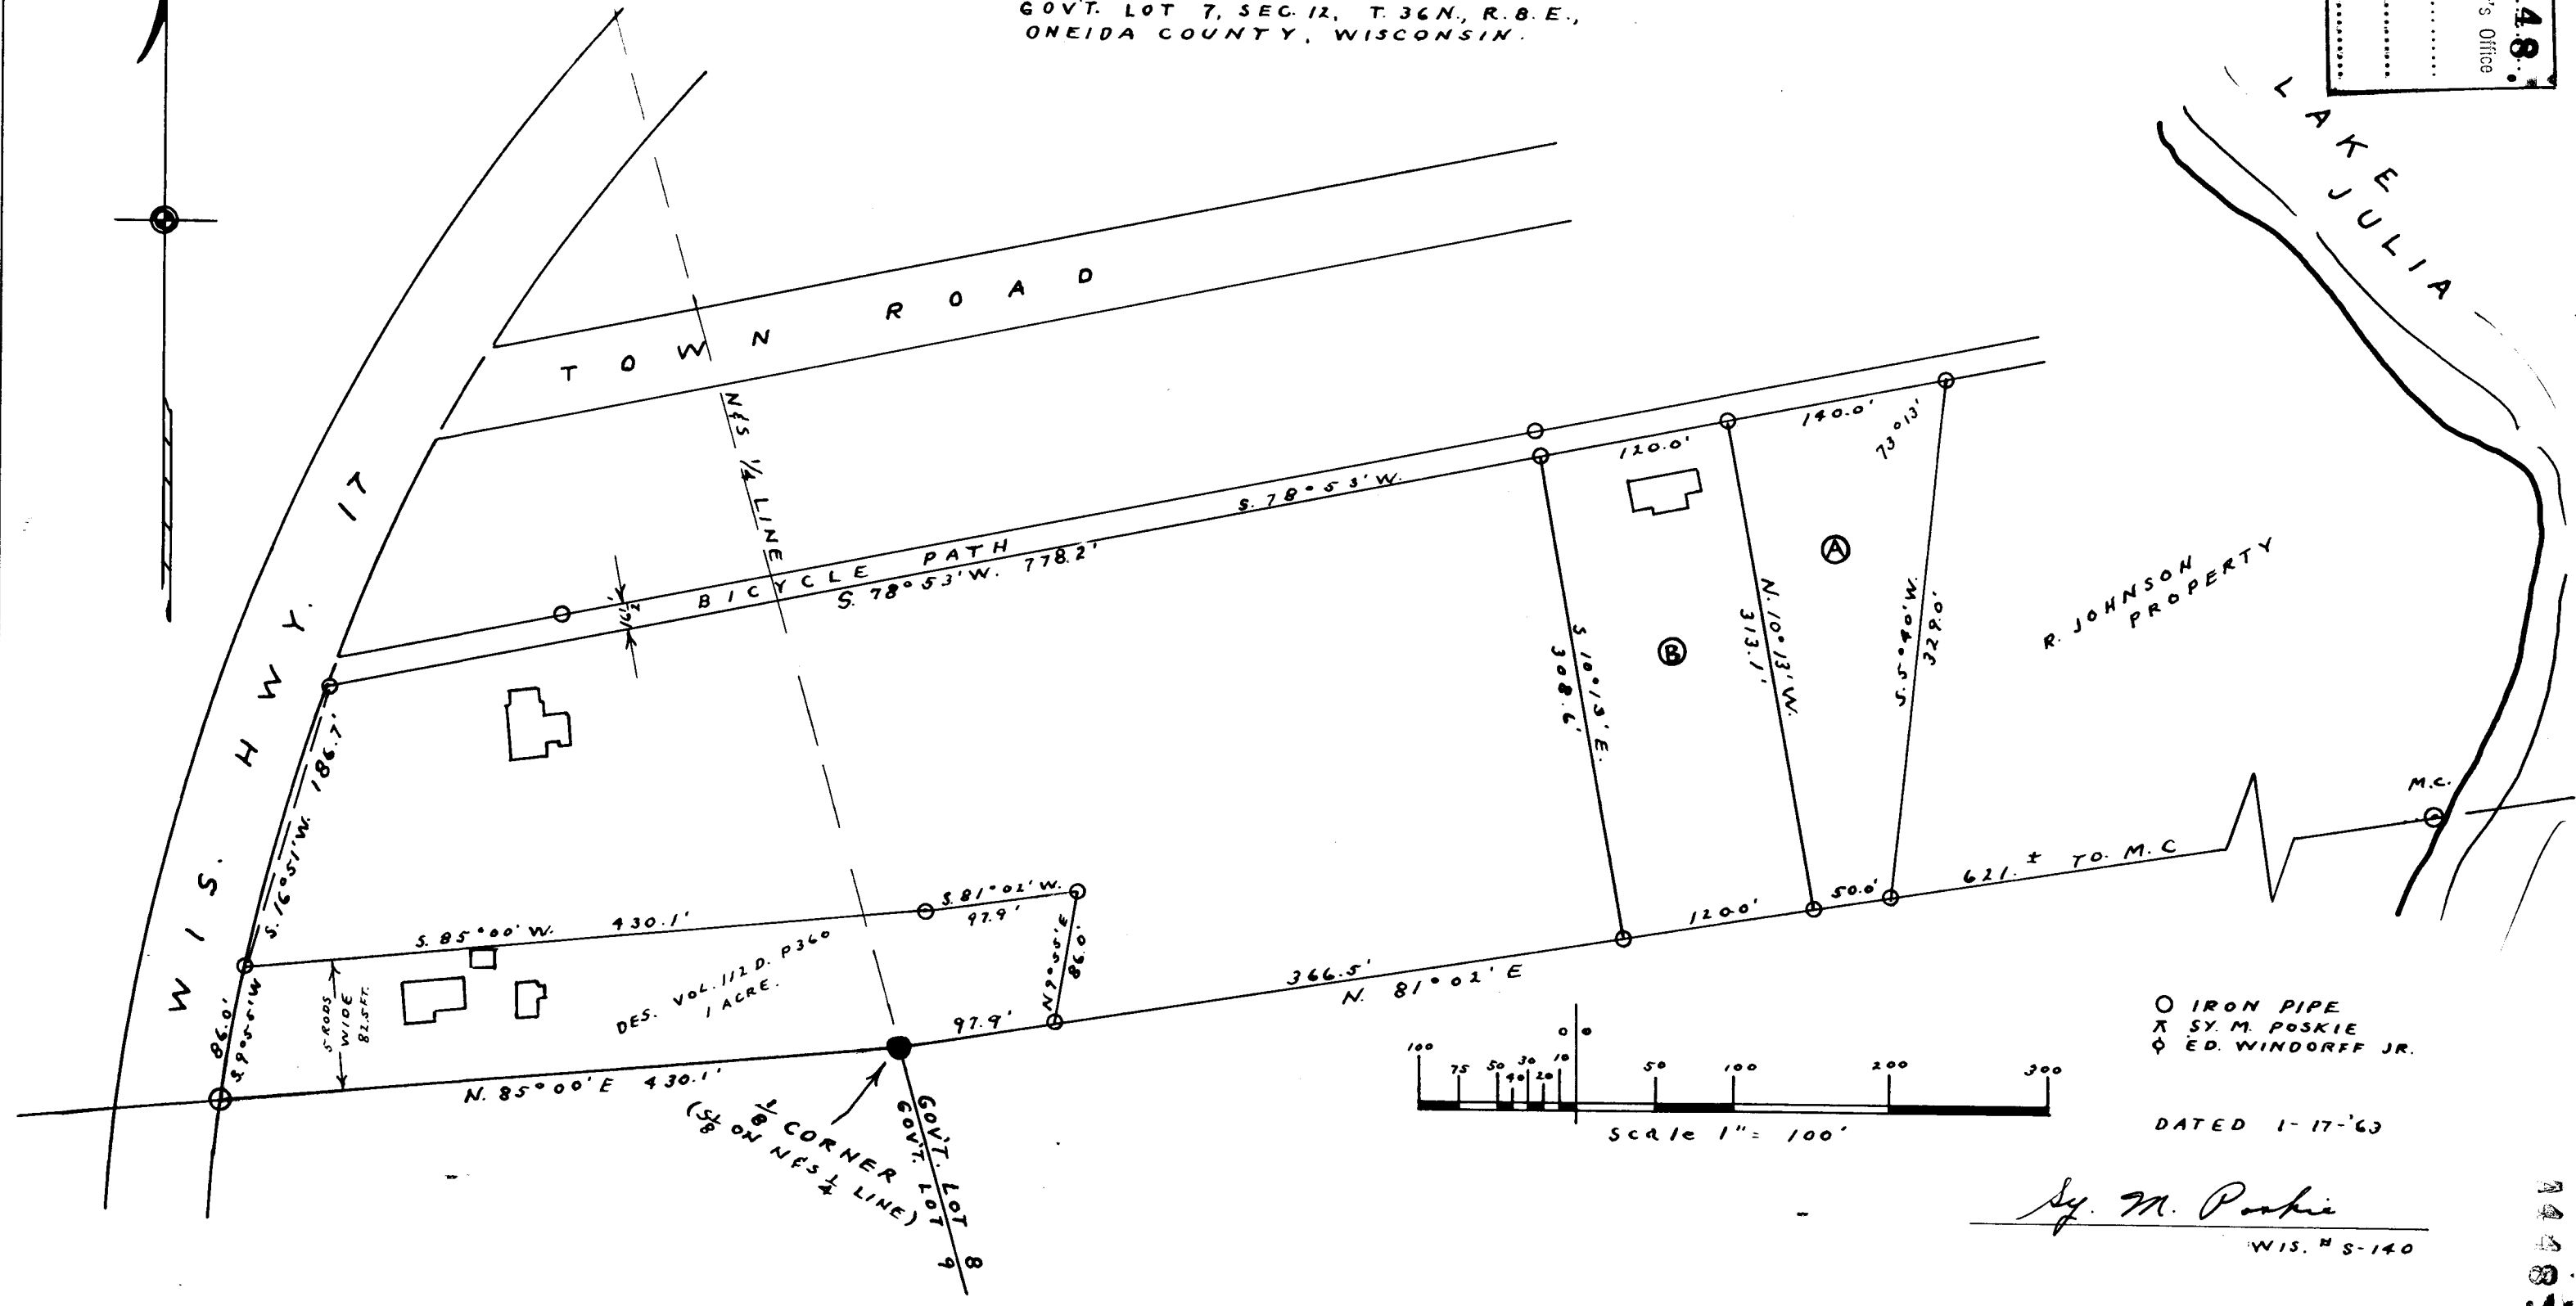 GOV'T. LOT 7, SEC. 12, T. 36N., R. 8. E.,
ONEIDA COUNTY, WISCONSIN.
48
's Office
LAKE
JULIA
TOWN ROAD
N&S 1/4 LINE
WIS. HWY. 17
BICYCLE PATH
16½'
S. 78°53'W. 778.2'
S. 78°53'W.
120.0'
140.0'
73°13'
A
B
S 10°13' E.
308.6'
N. 10°13' W.
313.1'
S. 5°40' W.
329.0'
R. JOHNSON
PROPERTY
M.C.
621. ± TO. M.C
50.0'
120.0'
366.5'
N. 81°02' E
S. 16°51' W. 186.7'
S. 85°00' W. 430.1'
S. 81°02' W.
97.9'
N 9°55' E
86.0'
97.9'
DES. VOL. 112 D. P360
1 ACRE.
5 RODS
WIDE
82.5 FT.
86.0'
S. 9°55' W
N. 85°00' E 430.1'
1/8 CORNER
(S⅛ ON N&S ¼ LINE)
GOV'T. LOT 8
GOV'T. LOT 9
100 75 50 40 30 20 10 0 0 50 100 200 300
Scale 1" = 100'
O IRON PIPE
⊼ SY. M. POSKIE
ϕ ED. WINDORFF JR.
DATED 1-17-'63
Sy. M. Poskie
WIS. # S-140